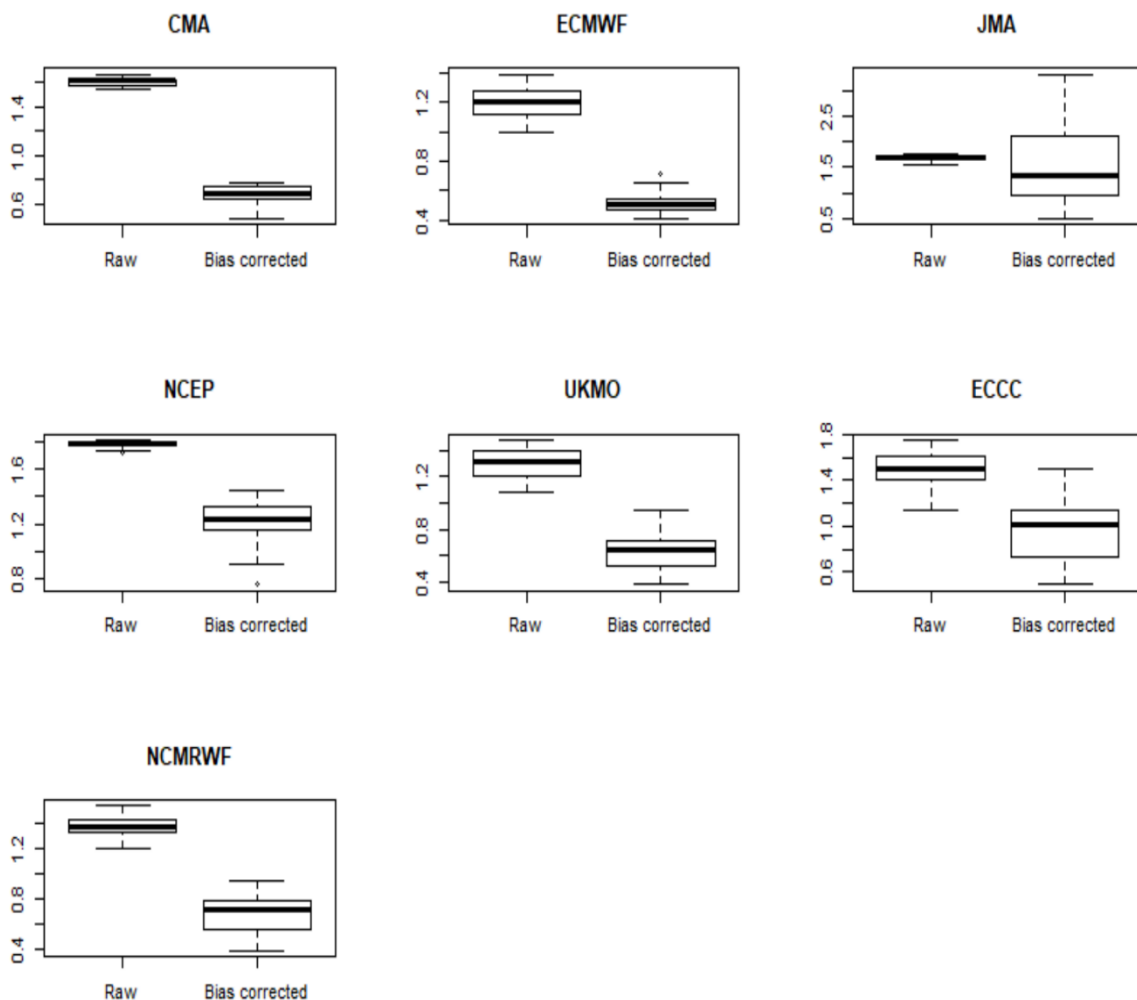 CMA
1.4
1.0
0.6
Raw Bias corrected
ECMWF
1.2
0.8
0.4
Raw Bias corrected
JMA
2.5
1.5
0.5
Raw Bias corrected
NCEP
1.6
1.2
0.8
Raw Bias corrected
UKMO
1.2
0.8
0.4
Raw Bias corrected
ECCC
1.8
1.4
1.0
0.6
Raw Bias corrected
NCMRWF
1.2
0.8
0.4
Raw Bias corrected